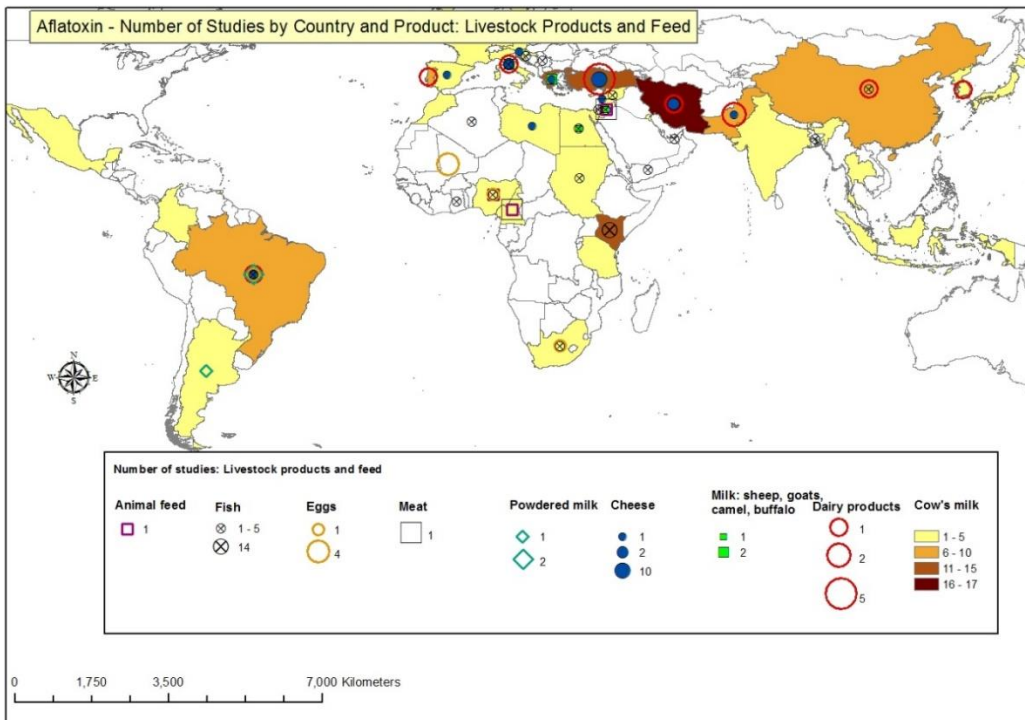 Aflatoxin - Number of Studies by Country and Product: Livestock Products and Feed
N
W E
S
Number of studies: Livestock products and feed
Animal feed
1
Fish
1 - 5
14
Eggs
1
4
Meat
1
Powdered milk
1
2
Cheese
1
2
10
Milk: sheep, goats,
camel, buffalo
1
2
Dairy products
1
2
5
Cow's milk
1 - 5
6 - 10
11 - 15
16 - 17
0 1,750 3,500 7,000 Kilometers